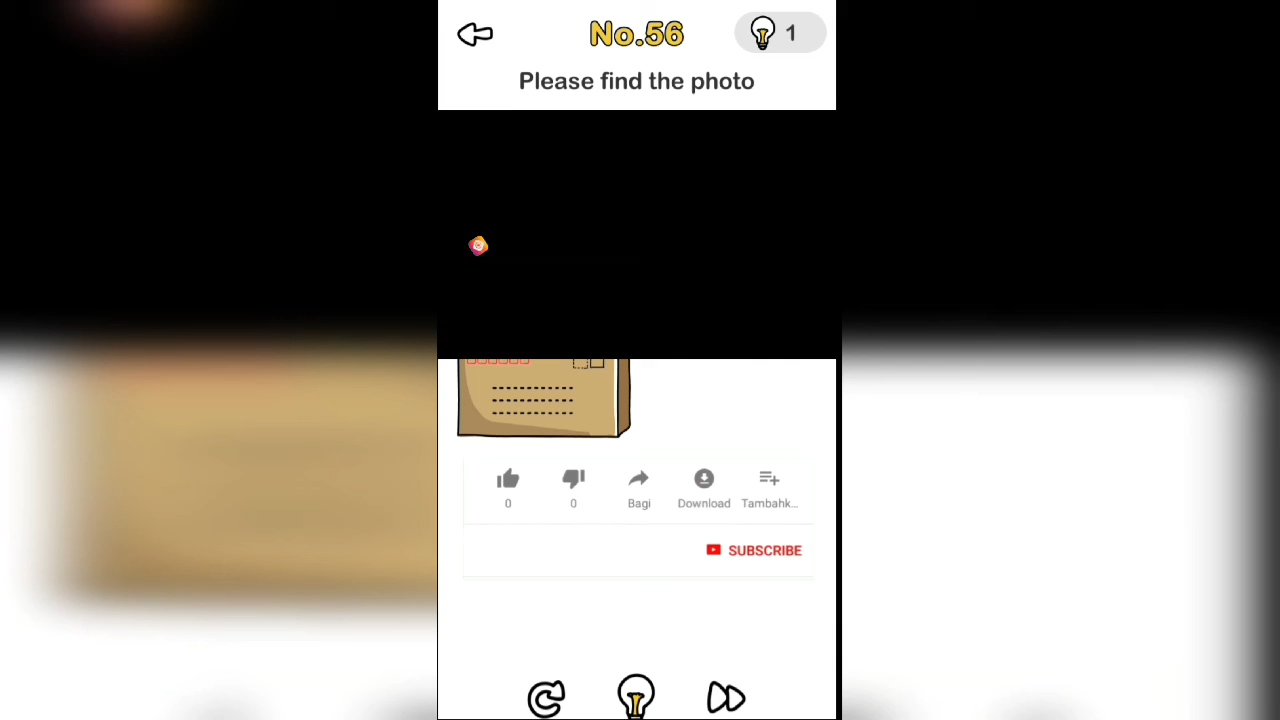 No.56
1
Please find the photo
0
0
Bagi
Download
Tambahk...
SUBSCRIBE